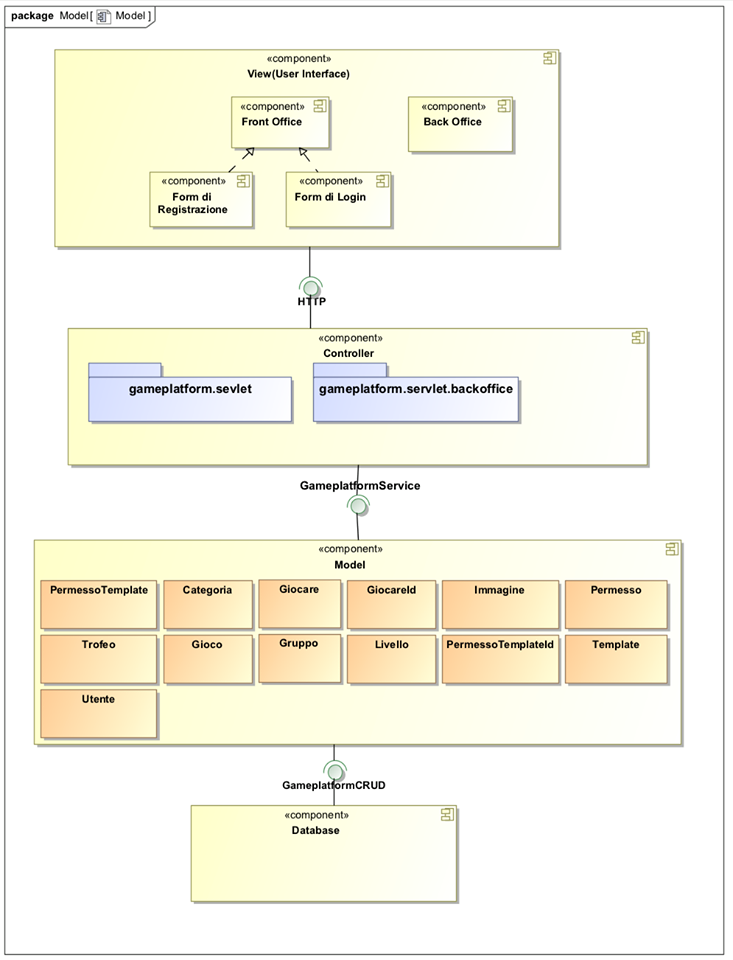 package Model[ Model ]
«component»
View(User Interface)
«component»
Front Office
«component»
Back Office
«component»
Form di
Registrazione
«component»
Form di Login
HTTP
«component»
Controller
gameplatform.sevlet
gameplatform.servlet.backoffice
GameplatformService
«component»
Model
PermessoTemplate
Categoria
Giocare
GiocareId
Immagine
Permesso
Trofeo
Gioco
Gruppo
Livello
PermessoTemplateId
Template
Utente
GameplatformCRUD
«component»
Database